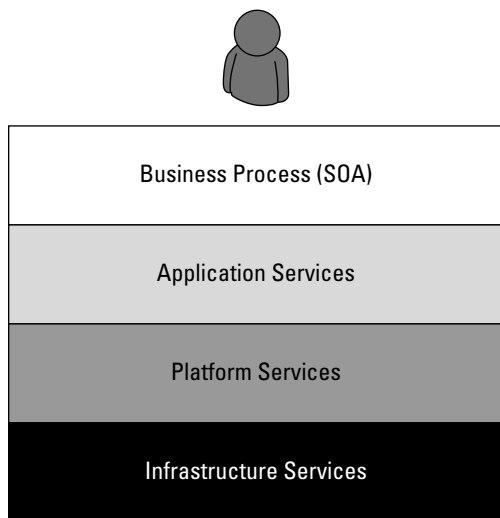 Business Process (SOA)
Application Services
Platform Services
Infrastructure Services